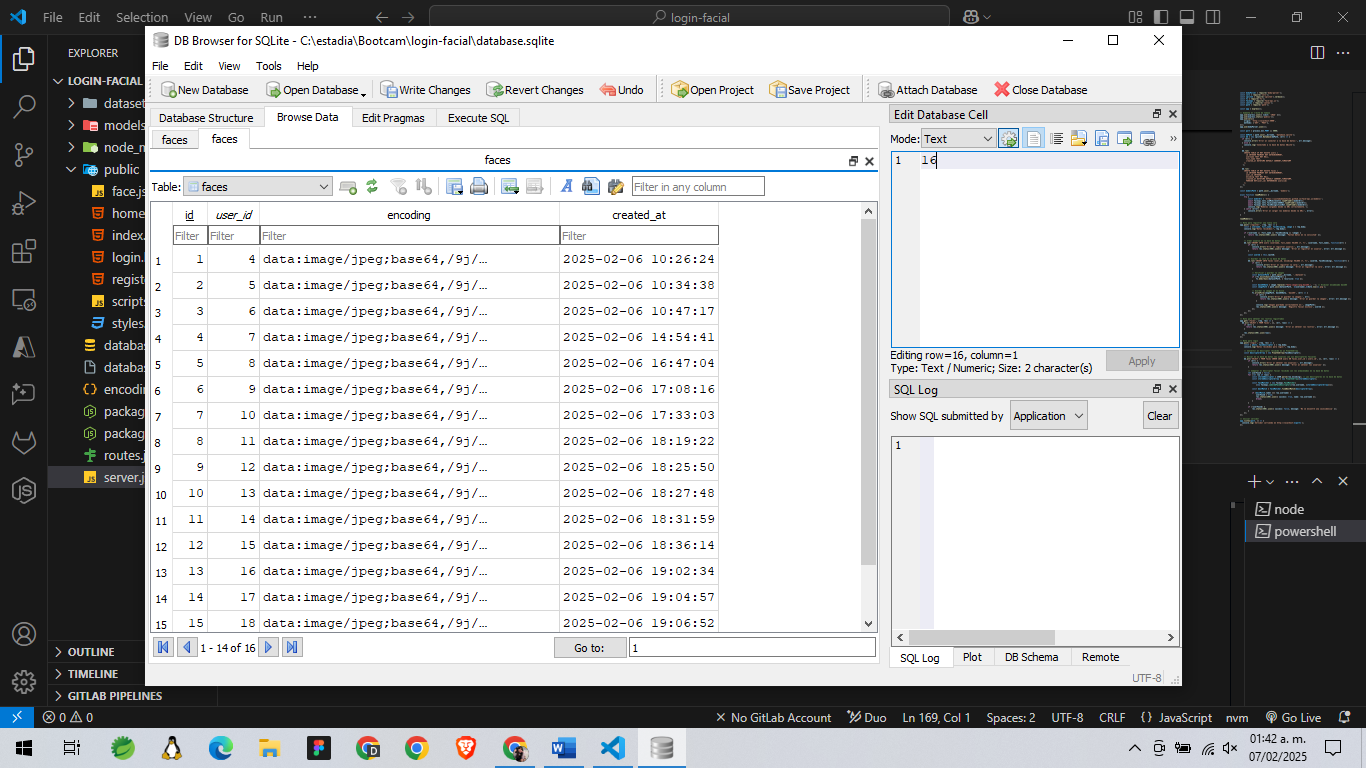 File Edit Selection View Go Run ··· login-facial
EXPLORER
LOGIN-FACIAL
dataset
models
node_m
public
face.js
home
index.
login.
registe
scripts
styles.
databa
databa
encodin
packag
packag
routes.j
server.j
OUTLINE
TIMELINE
GITLAB PIPELINES
DB Browser for SQLite - C:\estadia\Bootcam\login-facial\database.sqlite
File Edit View Tools Help
New Database Open Database Write Changes Revert Changes Undo Open Project Save Project Attach Database Close Database
Database Structure Browse Data Edit Pragmas Execute SQL
faces faces
faces
Table: faces Filter in any column
id user_id encoding created_at
Filter Filter Filter Filter
1 1 4 data:image/jpeg;base64,/9j/… 2025-02-06 10:26:24
2 2 5 data:image/jpeg;base64,/9j/… 2025-02-06 10:34:38
3 3 6 data:image/jpeg;base64,/9j/… 2025-02-06 10:47:17
4 4 7 data:image/jpeg;base64,/9j/… 2025-02-06 14:54:41
5 5 8 data:image/jpeg;base64,/9j/… 2025-02-06 16:47:04
6 6 9 data:image/jpeg;base64,/9j/… 2025-02-06 17:08:16
7 7 10 data:image/jpeg;base64,/9j/… 2025-02-06 17:33:03
8 8 11 data:image/jpeg;base64,/9j/… 2025-02-06 18:19:22
9 9 12 data:image/jpeg;base64,/9j/… 2025-02-06 18:25:50
10 10 13 data:image/jpeg;base64,/9j/… 2025-02-06 18:27:48
11 11 14 data:image/jpeg;base64,/9j/… 2025-02-06 18:31:59
12 12 15 data:image/jpeg;base64,/9j/… 2025-02-06 18:36:14
13 13 16 data:image/jpeg;base64,/9j/… 2025-02-06 19:02:34
14 14 17 data:image/jpeg;base64,/9j/… 2025-02-06 19:04:57
15 15 18 data:image/jpeg;base64,/9j/… 2025-02-06 19:06:52
1 - 14 of 16 Go to: 1
Edit Database Cell
Mode: Text »
1 16
Editing row=16, column=1
Type: Text / Numeric; Size: 2 character(s)
Apply
SQL Log
Show SQL submitted by Application Clear
1
SQL Log Plot DB Schema Remote
UTF-8
node
powershell
0 0 No GitLab Account Duo Ln 169, Col 1 Spaces: 2 UTF-8 CRLF {} JavaScript nvm Go Live
01:42 a. m.
07/02/2025